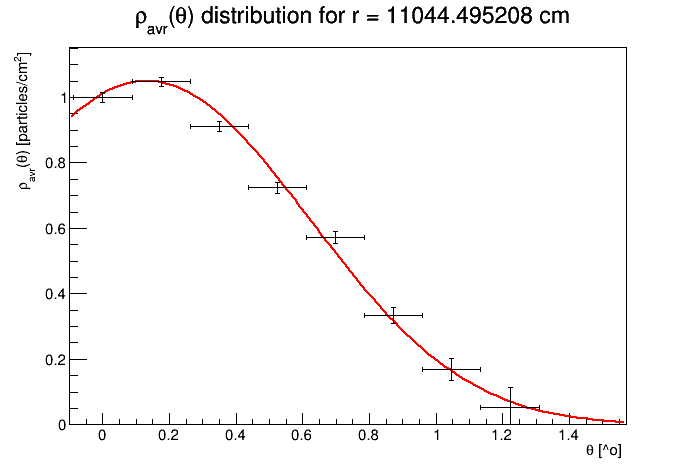 ρavr(θ) distribution for r = 11044.495208 cm
ρavr(θ) [particles/cm2]
1
0.8
0.6
0.4
0.2
0
0 0.2 0.4 0.6 0.8 1 1.2 1.4
θ [^o]